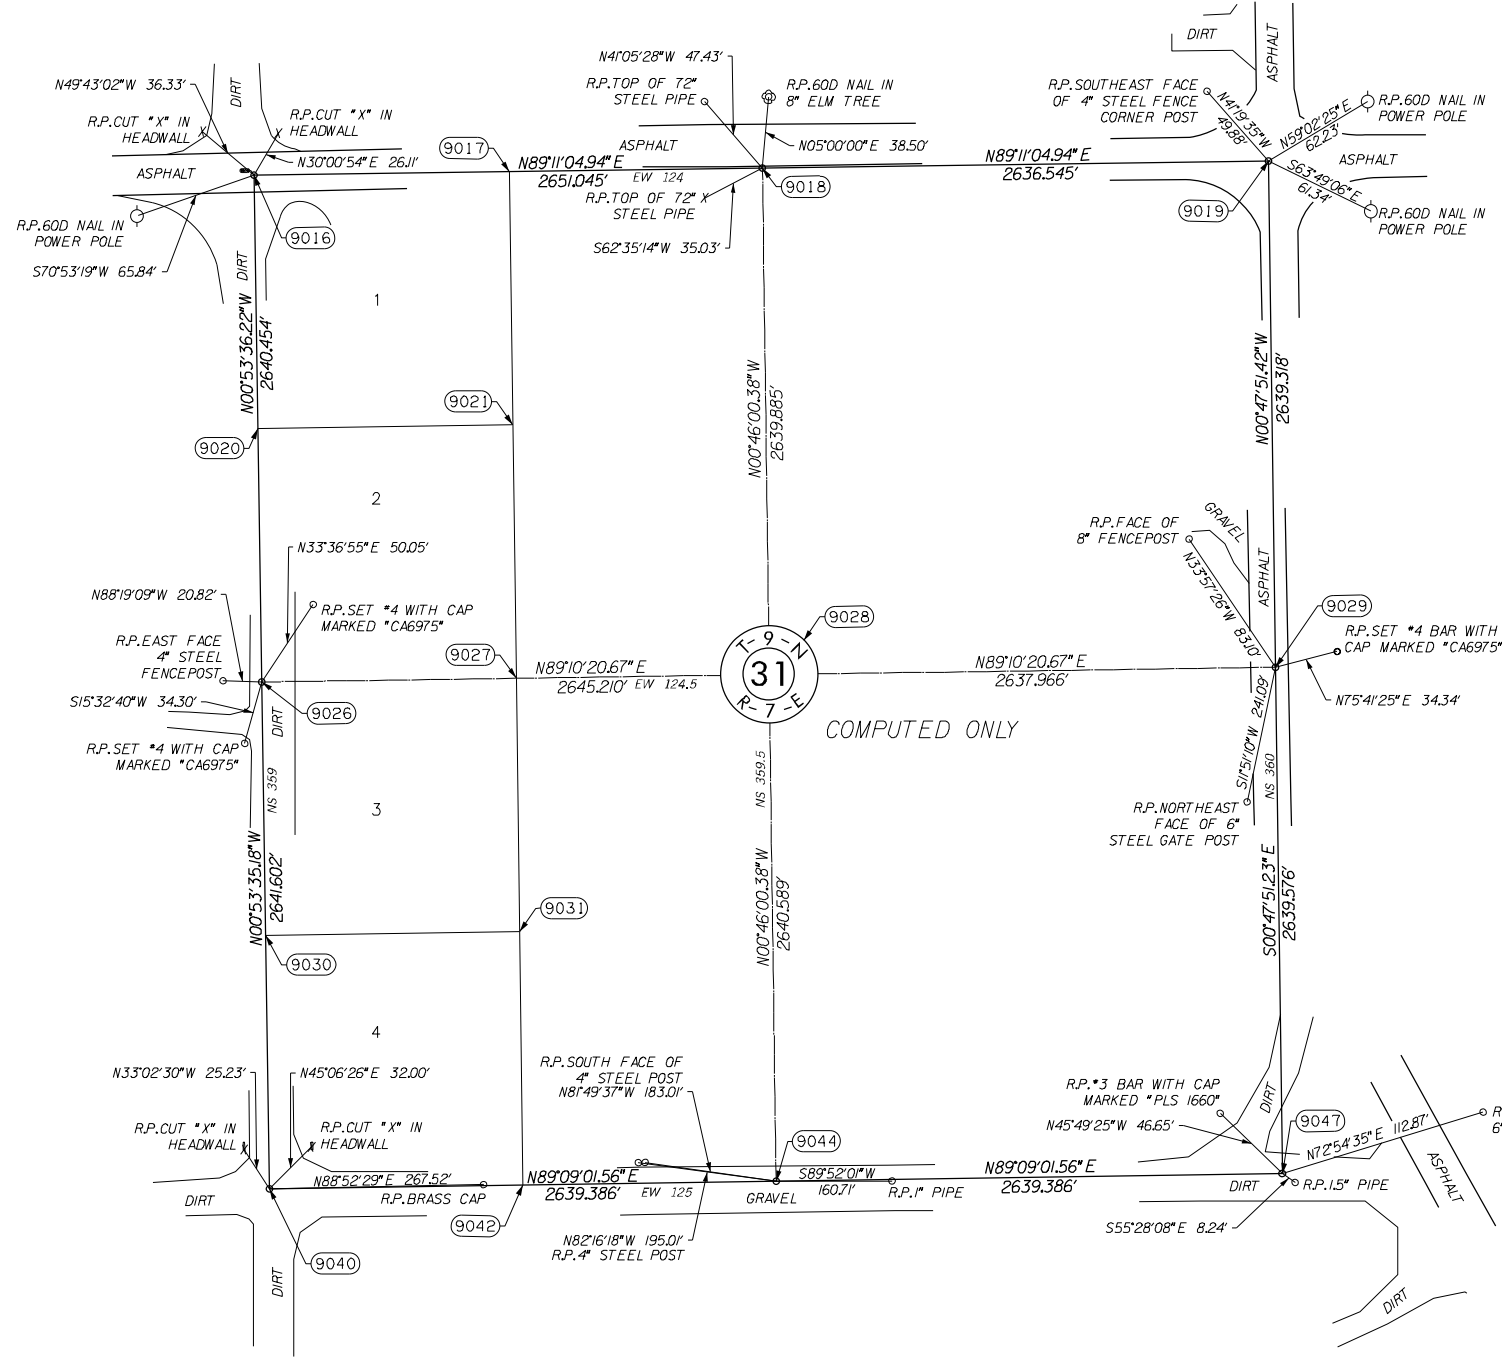 N49°43'02"W 36.33'
DIRT
R.P. CUT "X" IN
HEADWALL
R.P. CUT "X" IN
HEADWALL
N30°00'54"E 26.11'
ASPHALT
R.P. 60D NAIL IN
POWER POLE
S70°53'19"W 65.84'
DIRT
9016
9017
N89°11'04.94"E
2651.045'
EW 124
N41°05'28"W 47.43'
R.P. TOP OF 72"
STEEL PIPE
R.P. 60D NAIL IN
8" ELM TREE
ASPHALT
N05°00'00"E 38.50'
R.P. TOP OF 72"
STEEL PIPE
S62°35'14"W 35.03'
9018
N89°11'04.94"E
2636.545'
DIRT
ASPHALT
R.P. SOUTHEAST FACE
OF 4" STEEL FENCE
CORNER POST
N41°19'35"W
49.88'
N59°02'25"E
62.23'
R.P. 60D NAIL IN
POWER POLE
ASPHALT
S63°49'06"E
61.34'
R.P. 60D NAIL IN
POWER POLE
9019
1
N00°53'36.22"W
2640.454'
N00°46'00.38"W
2639.885'
N00°47'51.42"W
2639.318'
9021
9020
2
N33°36'55"E 50.05'
N88°19'09"W 20.82'
R.P. SET #4 WITH CAP
MARKED "CA6975"
R.P. EAST FACE
4" STEEL
FENCEPOST
S15°32'40"W 34.30'
9026
DIRT
R.P. SET #4 WITH CAP
MARKED "CA6975"
NS 359
9027
N89°10'20.67"E
2645.210'
EW 124.5
T-9-N
31
R-7-E
9028
N89°10'20.67"E
2637.966'
COMPUTED ONLY
R.P. FACE OF
8" FENCEPOST
GRAVEL
ASPHALT
N33°57'26"W 83.10'
9029
R.P. SET #4 BAR WITH
CAP MARKED "CA6975"
N75°41'25"E 34.34'
S11°51'10"W 241.09'
NS 360
R.P. NORTHEAST
FACE OF 6"
STEEL GATE POST
NS 359.5
3
N00°53'35.18"W
2641.602'
N00°46'00.38"W
2640.589'
S00°47'51.23"E
2639.576'
9031
9030
4
N33°02'30"W 25.23'
N45°06'26"E 32.00'
R.P. CUT "X" IN
HEADWALL
R.P. CUT "X" IN
HEADWALL
N88°52'29"E 267.52'
R.P. BRASS CAP
DIRT
DIRT
9040
9042
N89°09'01.56"E
2639.386'
EW 125
R.P. SOUTH FACE OF
4" STEEL POST
N81°49'37"W 183.01'
9044
S89°52'01"W
160.71'
GRAVEL
R.P. 1" PIPE
N82°16'18"W 195.01'
R.P. 4" STEEL POST
N89°09'01.56"E
2639.386'
R.P. #3 BAR WITH CAP
MARKED "PLS 1660"
N45°49'25"W 46.65'
DIRT
9047
N72°54'35"E 112.87'
R
6"
ASPHALT
DIRT
R.P. 1.5" PIPE
S55°28'08"E 8.24'
DIRT